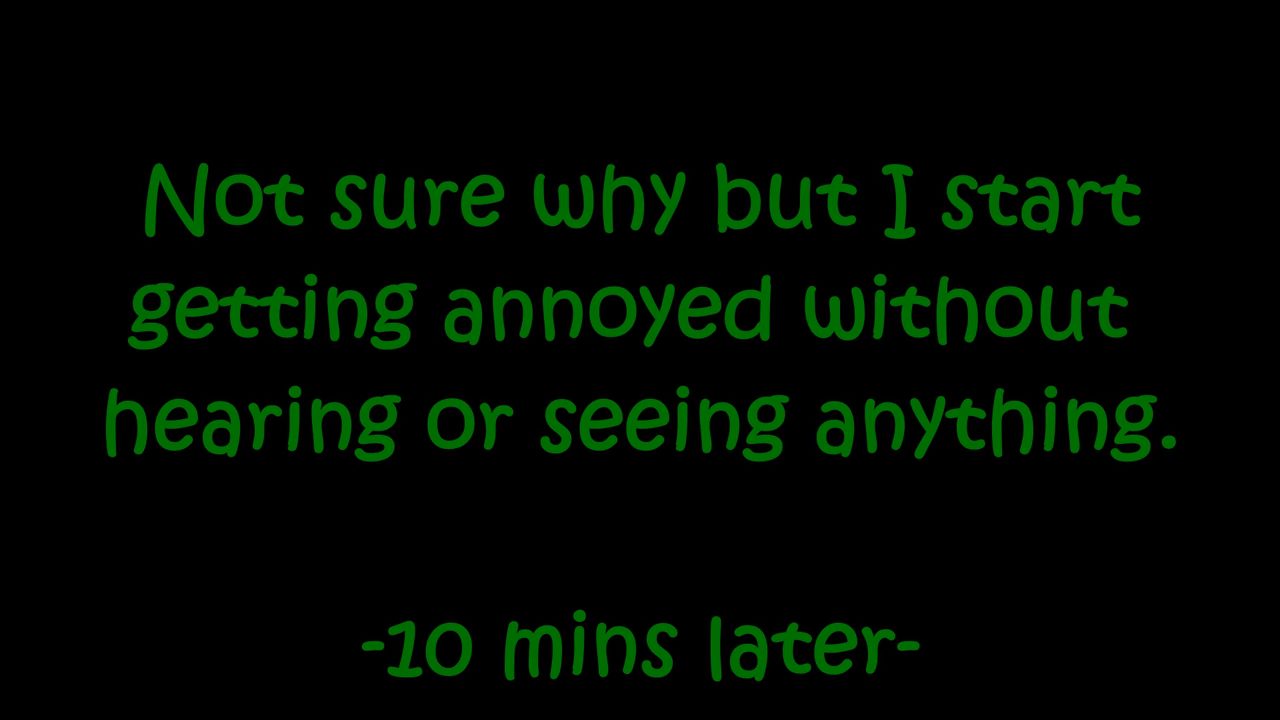 Not sure why but I start
getting annoyed without
hearing or seeing anything.
-10 mins later-